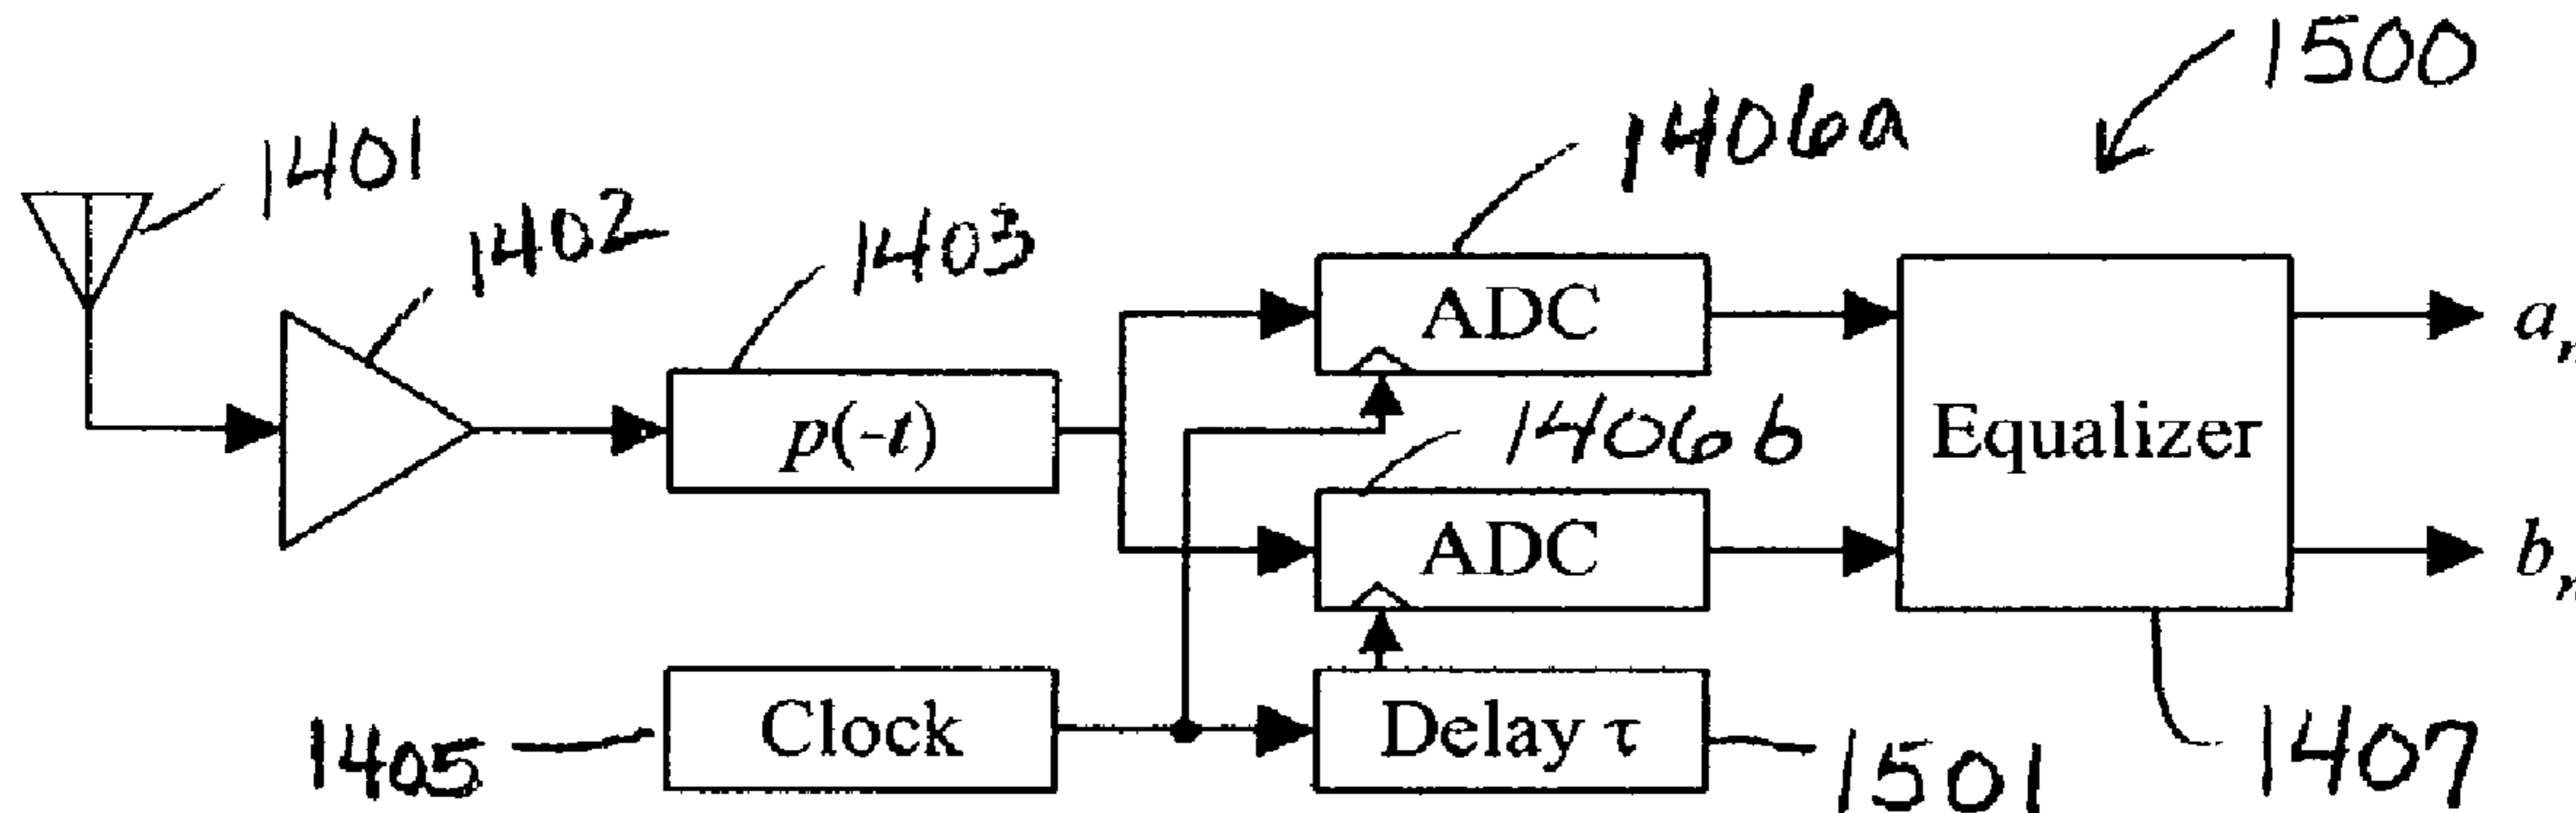 1500
1406a
1401
1402
1403
ADC
a
1406b
p(-t)
Equalizer
ADC
b
Clock
Delay τ
1405
1501
1407